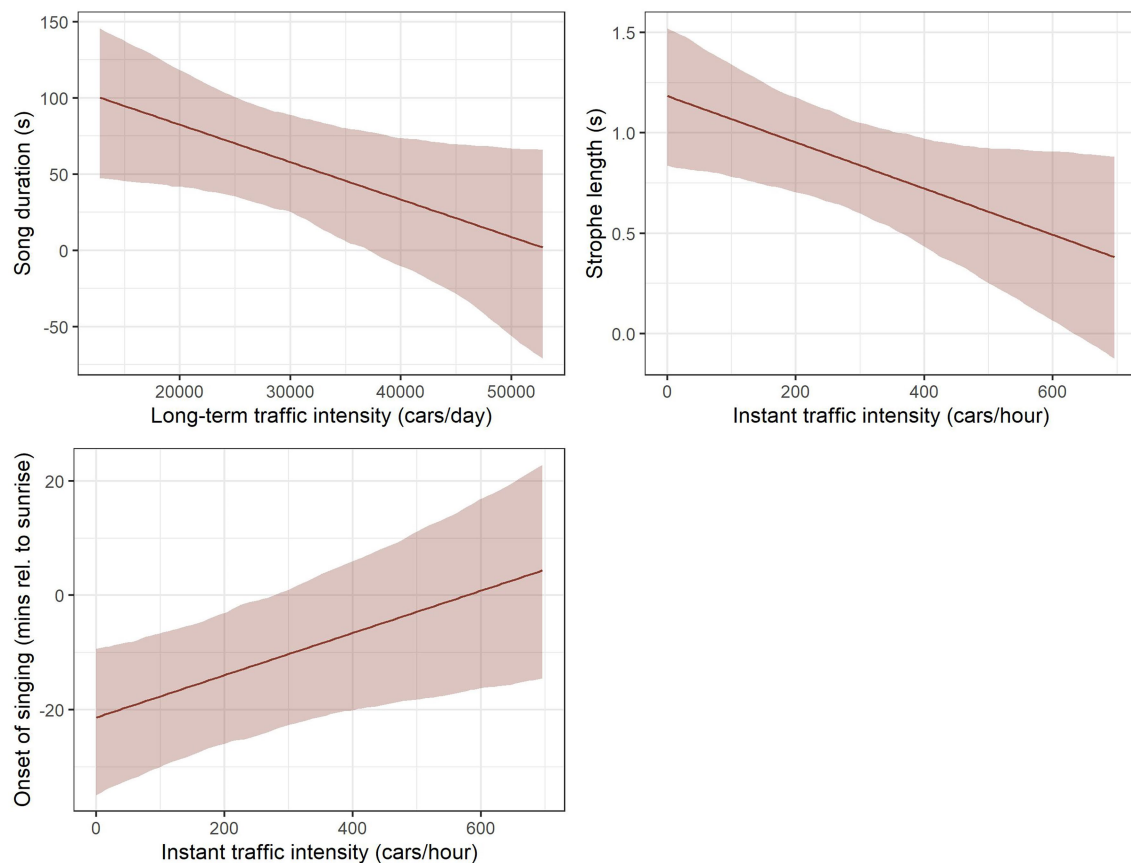 150
100
50
0
-50
Song duration (s)
20000 30000 40000 50000
Long-term traffic intensity (cars/day)
1.5
1.0
0.5
0.0
Strophe length (s)
0 200 400 600
Instant traffic intensity (cars/hour)
20
0
-20
Onset of singing (mins rel. to sunrise)
0 200 400 600
Instant traffic intensity (cars/hour)